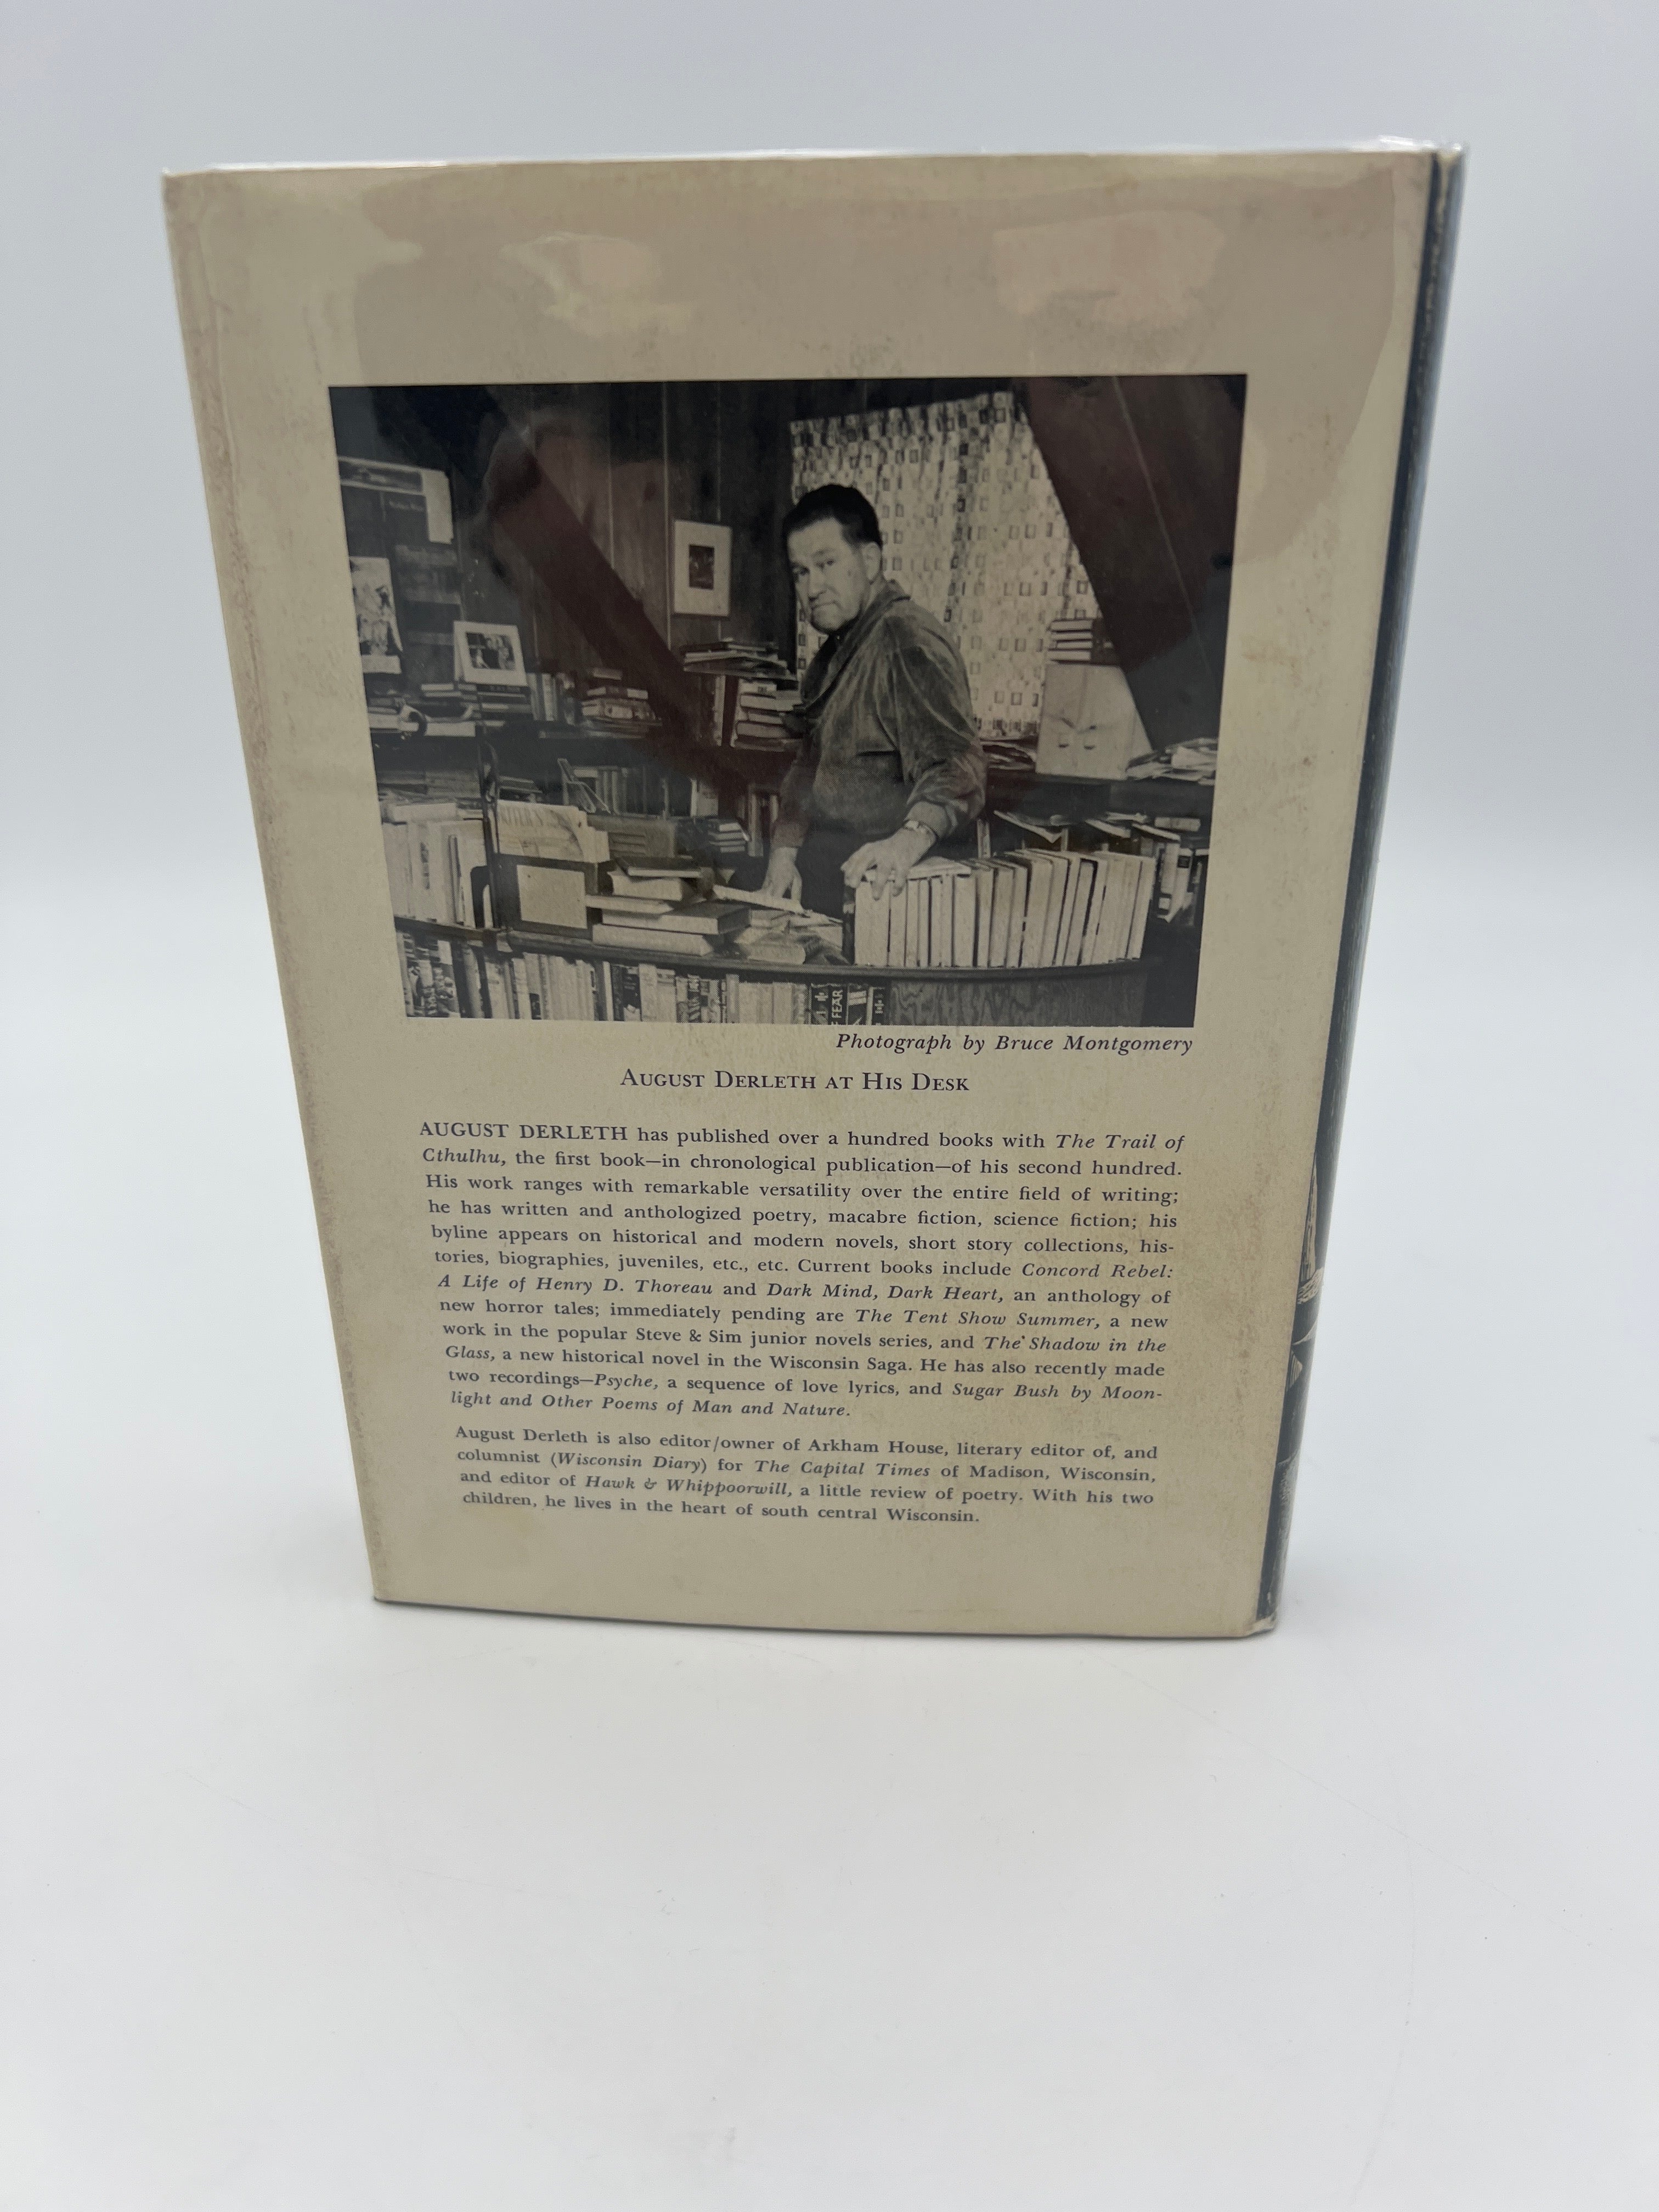 FEAR
Photograph by Bruce Montgomery
AUGUST DERLETH AT HIS DESK
AUGUST DERLETH has published over a hundred books with The Trail of
Cthulhu, the first book—in chronological publication—of his second hundred.
His work ranges with remarkable versatility over the entire field of writing;
he has written and anthologized poetry, macabre fiction, science fiction; his
byline appears on historical and modern novels, short story collections, his-
tories, biographies, juveniles, etc., etc. Current books include Concord Rebel:
A Life of Henry D. Thoreau and Dark Mind, Dark Heart, an anthology of
new horror tales; immediately pending are The Tent Show Summer, a new
work in the popular Steve & Sim junior novels series, and The Shadow in the
Glass, a new historical novel in the Wisconsin Saga. He has also recently made
two recordings—Psyche, a sequence of love lyrics, and Sugar Bush by Moon-
light and Other Poems of Man and Nature.
August Derleth is also editor/owner of Arkham House, literary editor of, and
columnist (Wisconsin Diary) for The Capital Times of Madison, Wisconsin,
and editor of Hawk & Whippoorwill, a little review of poetry. With his two
children, he lives in the heart of south central Wisconsin.